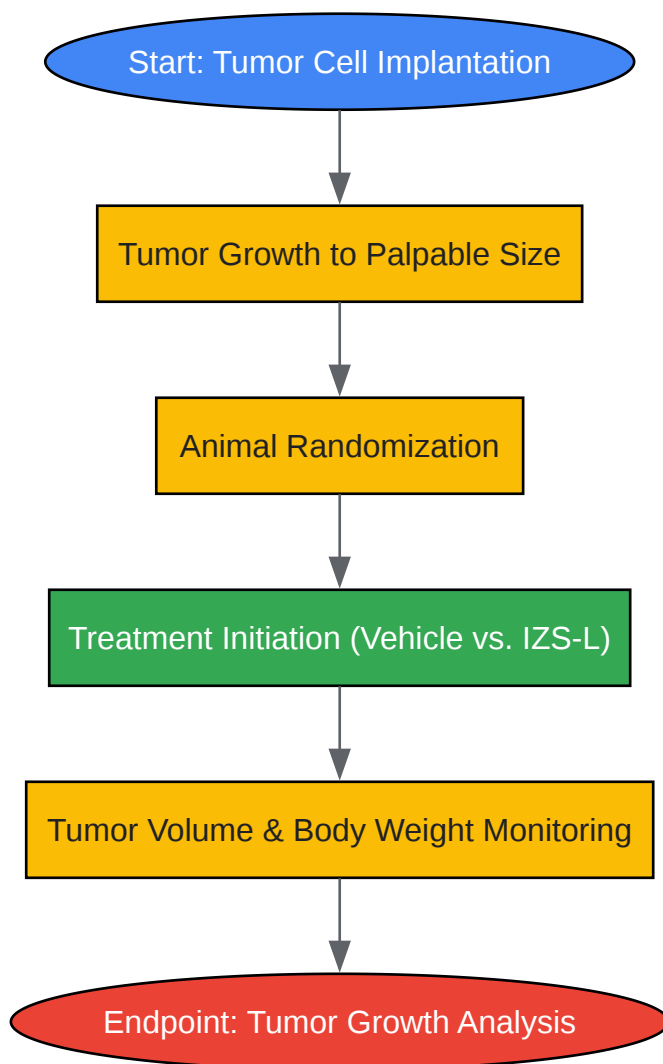 Start: Tumor Cell Implantation
Tumor Growth to Palpable Size
Animal Randomization
Treatment Initiation (Vehicle vs. IZS-L)
Tumor Volume & Body Weight Monitoring
Endpoint: Tumor Growth Analysis